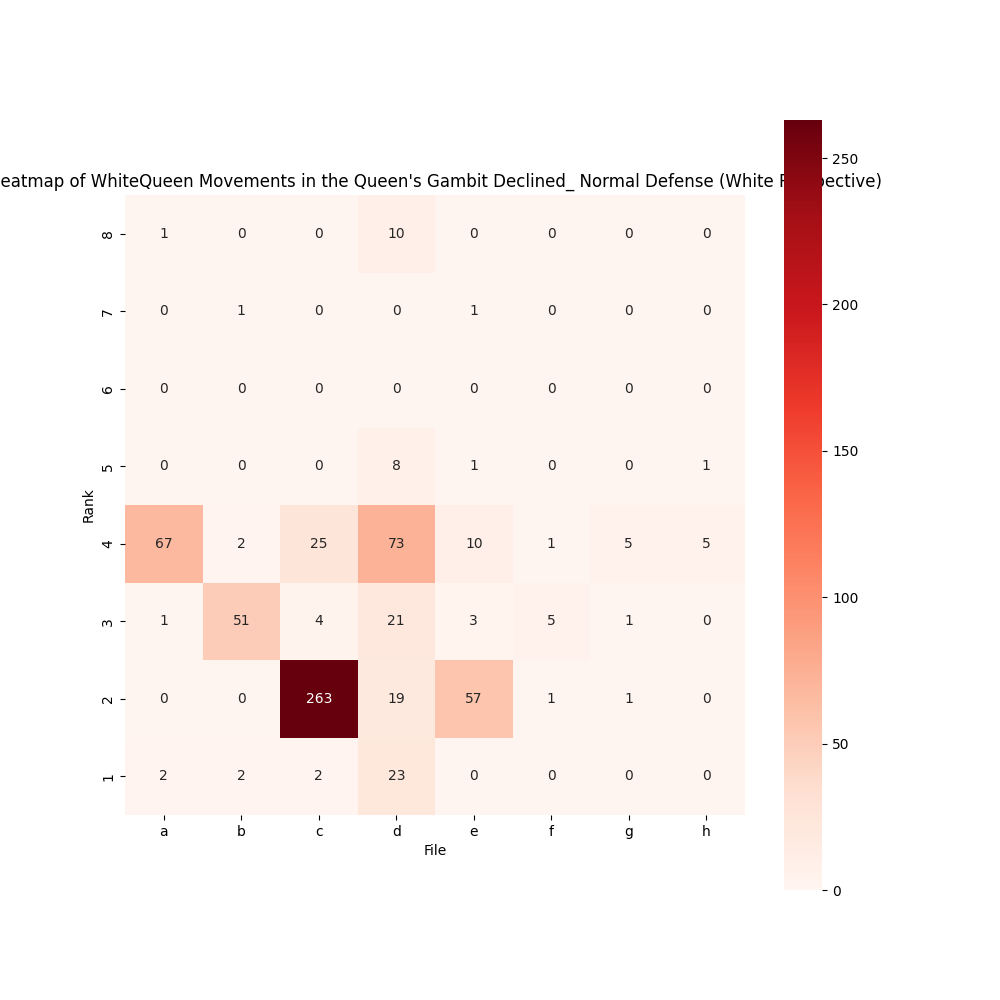 eatmap of WhiteQueen Movements in the Queen's Gambit Declined_ Normal Defense (White pective)
8 1 0 0 10 0 0 0 0
7 0 1 0 0 1 0 0 0
6 0 0 0 0 0 0 0 0
5 0 0 0 8 1 0 0 1
4 67 2 25 73 10 1 5 5
3 1 51 4 21 3 5 1 0
2 0 0 263 19 57 1 1 0
1 2 2 2 23 0 0 0 0
a b c d e f g h
File
Rank
250
200
150
100
50
0